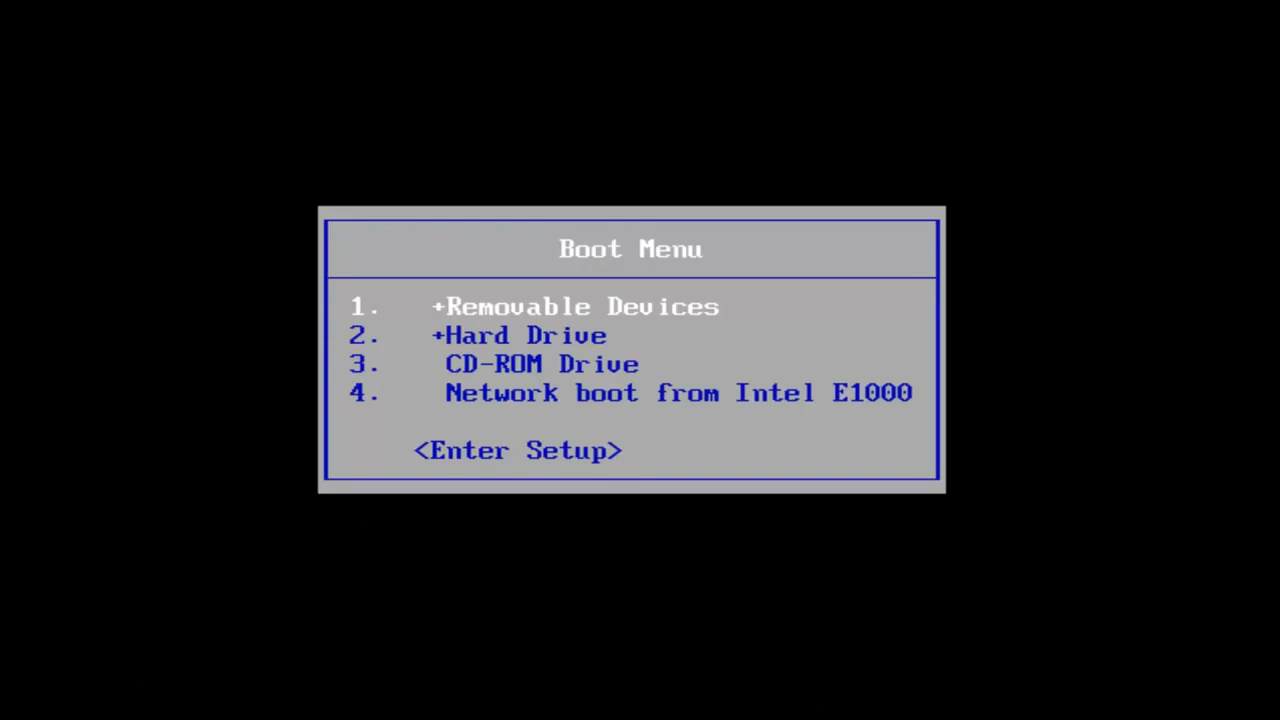 Boot Menu
1. +Removable Devices
2. +Hard Drive
3. CD-ROM Drive
4. Network boot from Intel E1000
<Enter Setup>